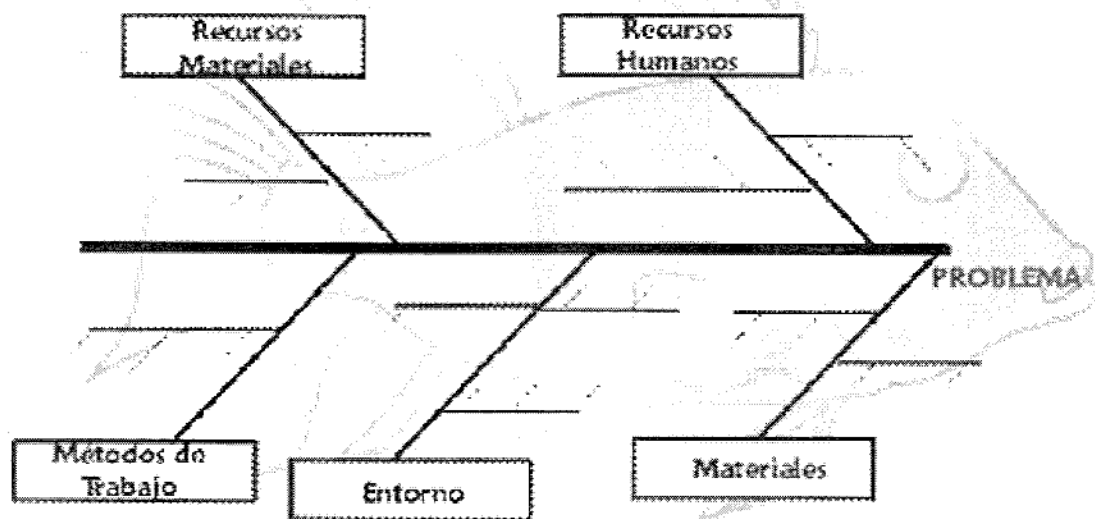 Recursos
Materiales
Recursos
Humanos
PROBLEMA
Métodos de
Trabajo
Entorno
Materiales